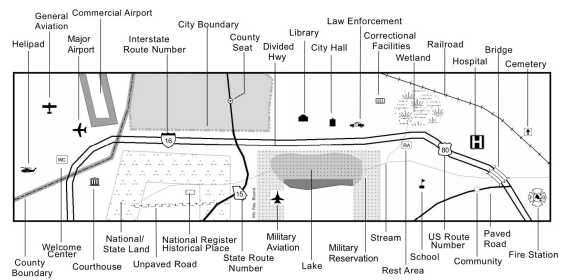 General
Aviation
Commercial Airport
Helipad
Major
Airport
Interstate
Route Number
City Boundary
County
Seat
Divided
Hwy
Library
City Hall
Law Enforcement
Correctional
Facilities
Wetland
Railroad
Hospital
Bridge
Cemetery
WC
16
15
RA
80
H
County
Boundary
Welcome
Center
Courthouse
National/
State Land
Unpaved Road
National Register
Historical Place
State Route
Number
Military
Aviation
Lake
Military
Reservation
Stream
Rest Area
School
US Route
Number
Community
Paved
Road
Fire Station